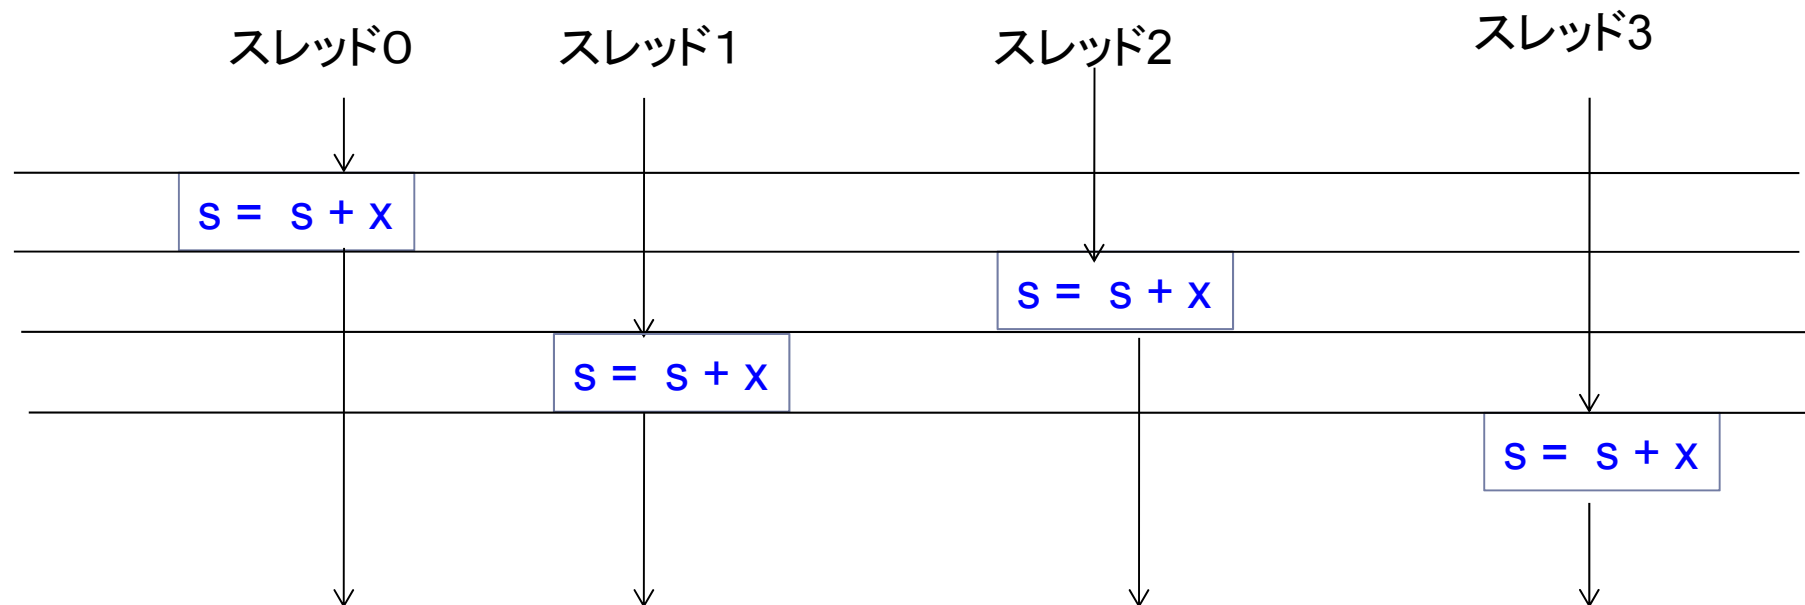 スレッド0
スレッド1
スレッド2
スレッド3
s = s + x
s = s + x
s = s + x
s = s + x